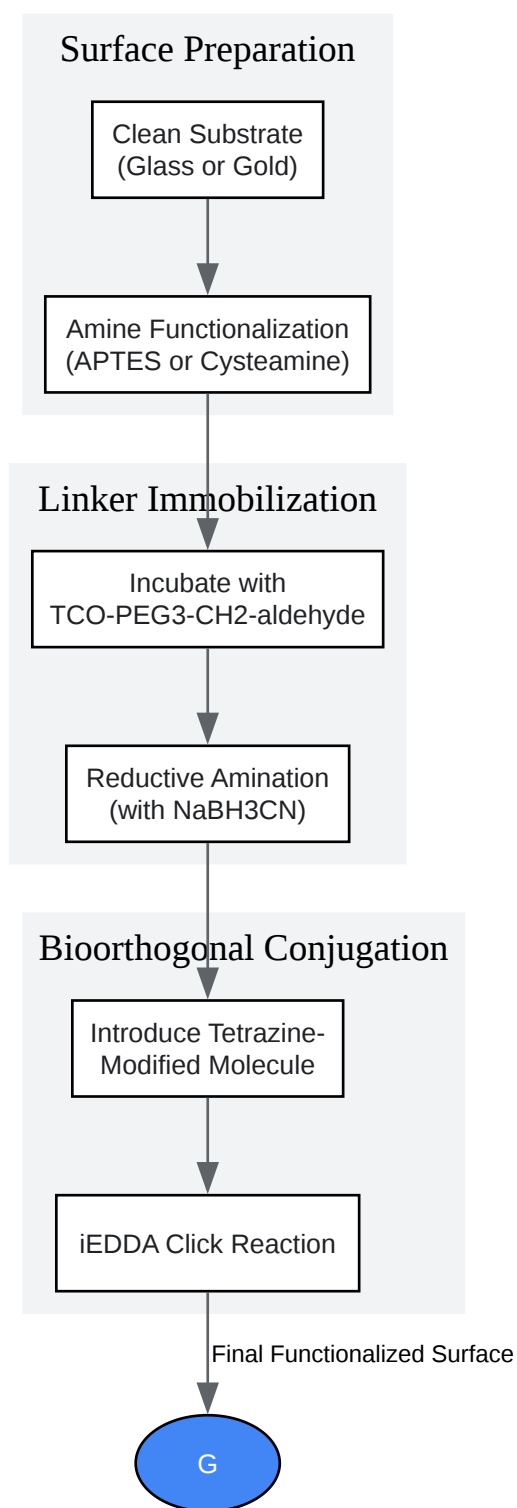 Surface Preparation
Clean Substrate
(Glass or Gold)
Amine Functionalization
(APTES or Cysteamine)
Linker Immobilization
Incubate with
TCO-PEG3-CH2-aldehyde
Reductive Amination
(with NaBH3CN)
Bioorthogonal Conjugation
Introduce Tetrazine-
Modified Molecule
iEDDA Click Reaction
Final Functionalized Surface
G